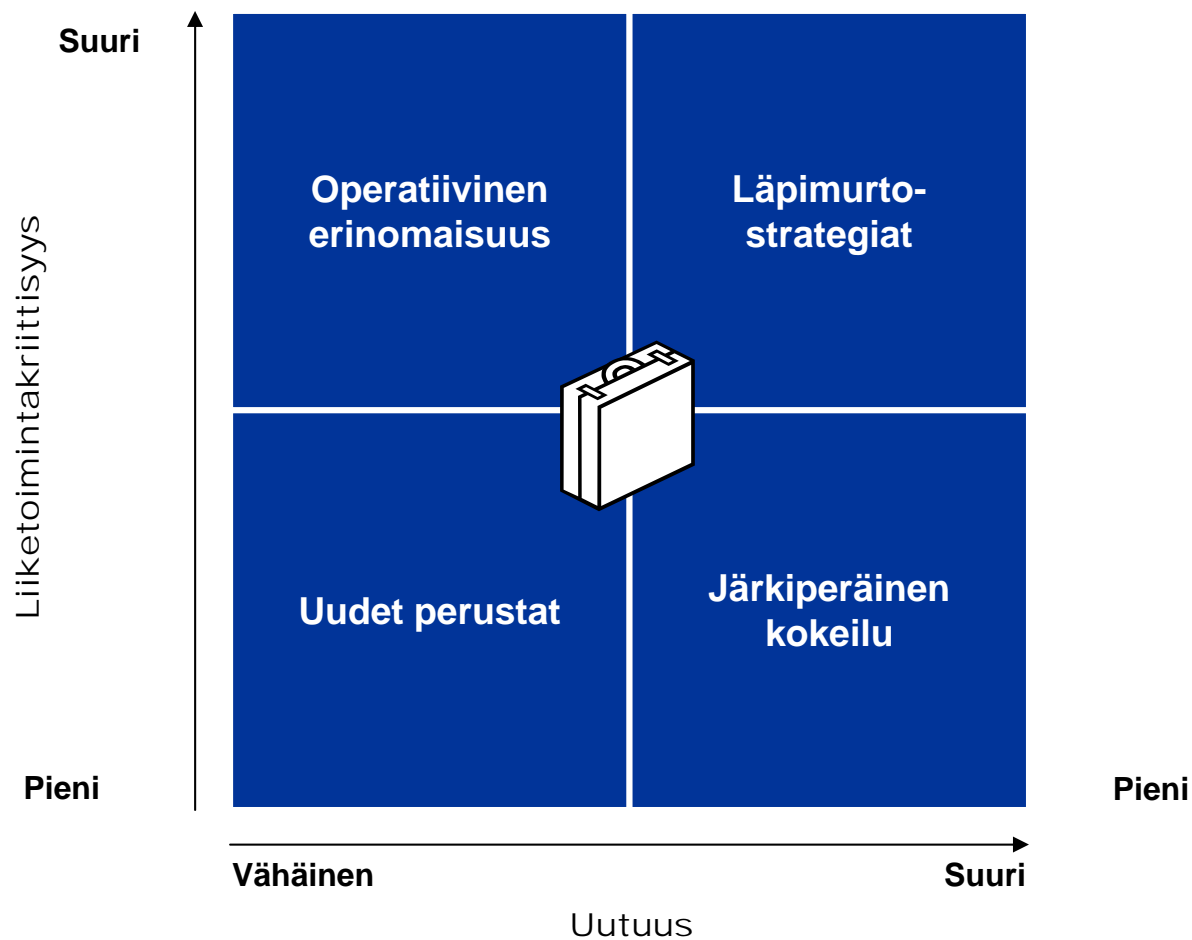 Suuri
Operatiivinen
erinomaisuus
Läpimurto-
strategiat
Liiketoimintakriittisyys
Uudet perustat
Järkiperäinen
kokeilu
Pieni
Pieni
Vähäinen
Suuri
Uutuus